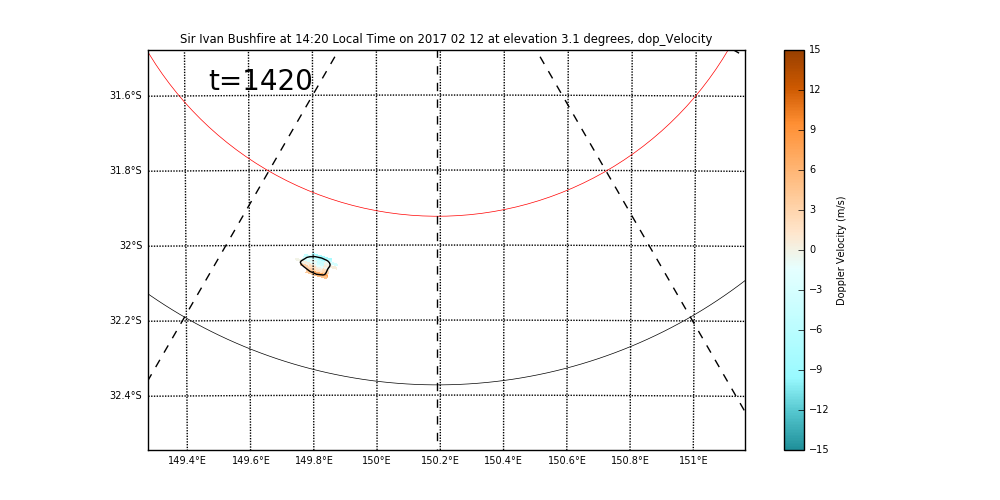 Sir Ivan Bushfire at 14:20 Local Time on 2017 02 12 at elevation 3.1 degrees, dop_Velocity
t=1420
31.6°S
31.8°S
32°S
32.2°S
32.4°S
149.4°E 149.6°E 149.8°E 150°E 150.2°E 150.4°E 150.6°E 150.8°E 151°E
15
12
9
6
3
0
−3
−6
−9
−12
−15
Doppler Velocity (m/s)